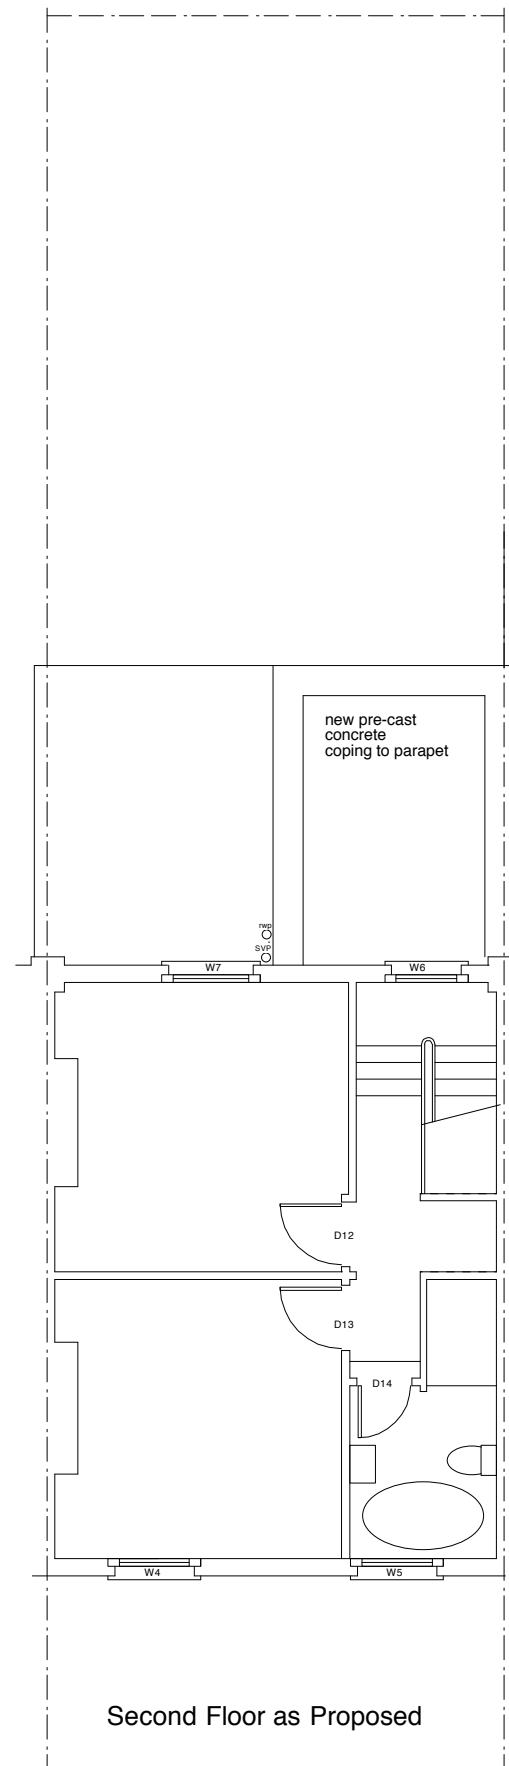 new pre-cast
concrete
coping to parapet
rwp
SVP
W7
W6
D12
D13
D14
W4
W5
Second Floor as Proposed